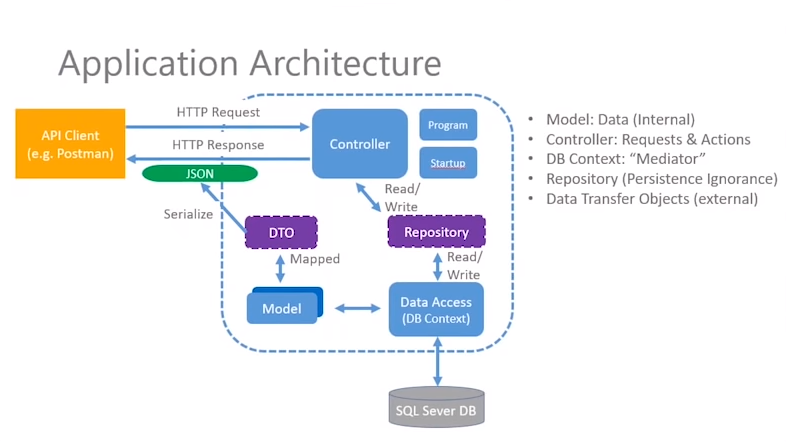 Application Architecture
HTTP Request
API Client
(e.g. Postman)
HTTP Response
JSON
Controller
Program
Startup
Serialize
Read/
Write
DTO
Repository
Mapped
Read/
Write
Model
Data Access
(DB Context)
SQL Sever DB
• Model: Data (Internal)
• Controller: Requests & Actions
• DB Context: “Mediator”
• Repository (Persistence Ignorance)
• Data Transfer Objects (external)